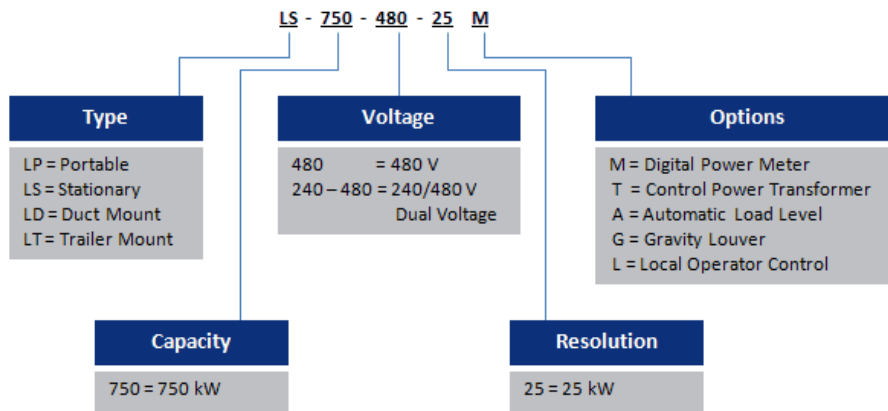 LS - 750 - 480 - 25 M
Type
LP = Portable
LS = Stationary
LD = Duct Mount
LT = Trailer Mount
Voltage
480 = 480 V
240 – 480 = 240/480 V
Dual Voltage
Options
M = Digital Power Meter
T = Control Power Transformer
A = Automatic Load Level
G = Gravity Louver
L = Local Operator Control
Capacity
750 = 750 kW
Resolution
25 = 25 kW